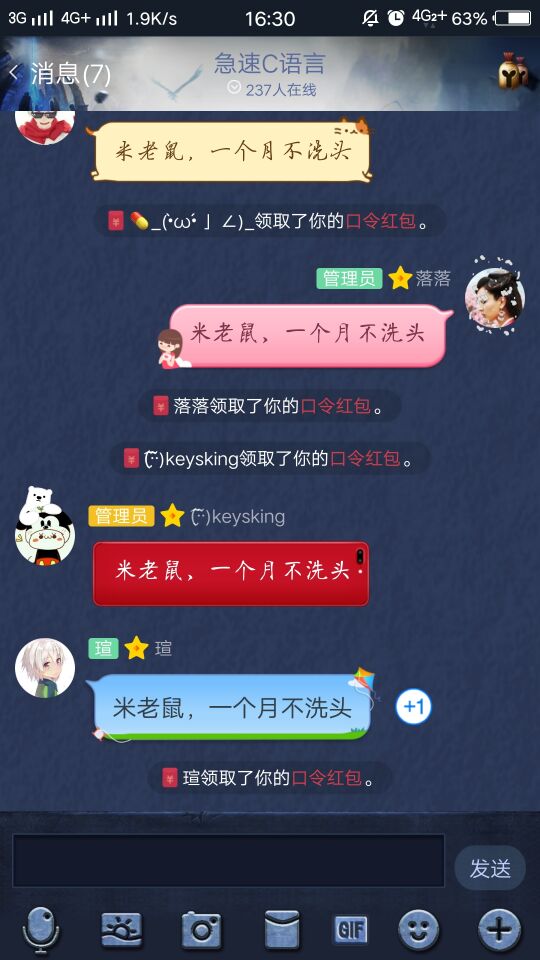 3G 4G+ 1.9K/s 16:30 4G2+ 63%
消息(7) 急速C语言
237人在线
米老鼠，一个月不洗头
_(•̀ω•́ 」∠)_领取了你的口令红包。
管理员 落落
米老鼠，一个月不洗头
落落领取了你的口令红包。
(･̆･̆)keysking领取了你的口令红包。
管理员 (･̆･̆)keysking
米老鼠，一个月不洗头
瑄 瑄
米老鼠，一个月不洗头 +1
瑄领取了你的口令红包。
发送
GIF